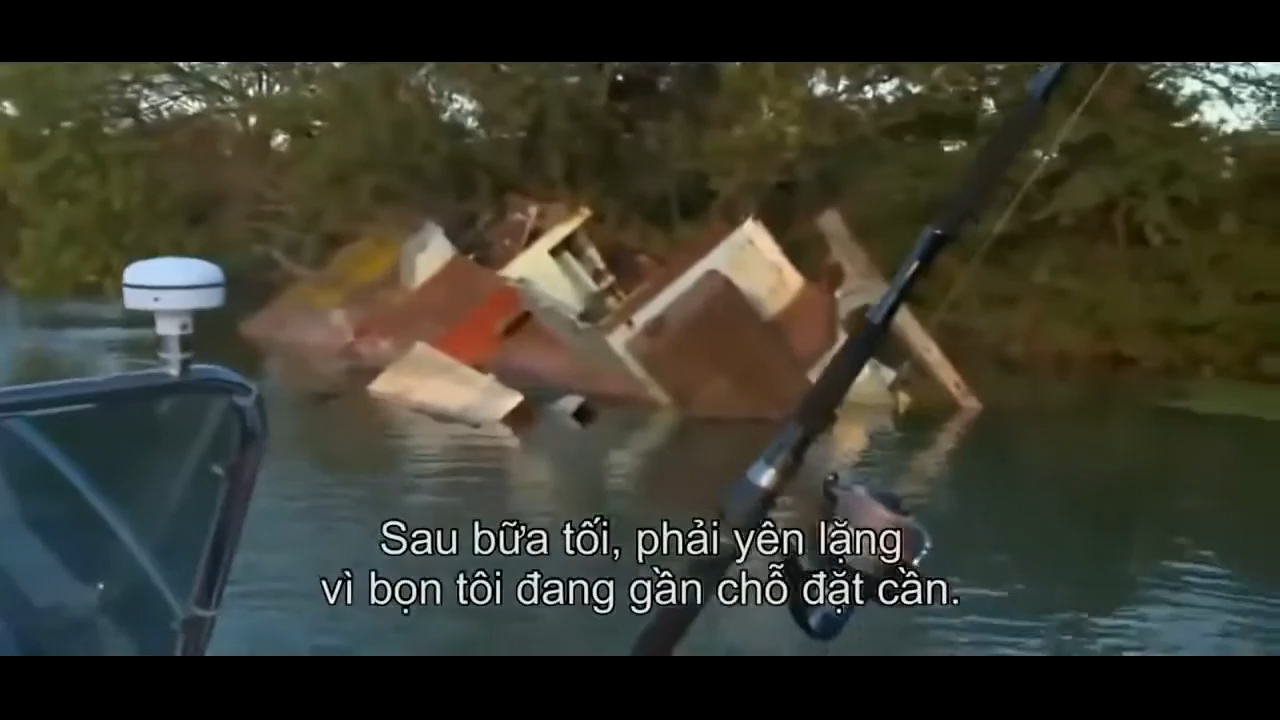 Sau bữa tối, phải yên lặng
vì bọn tôi đang gần chỗ đặt cần.